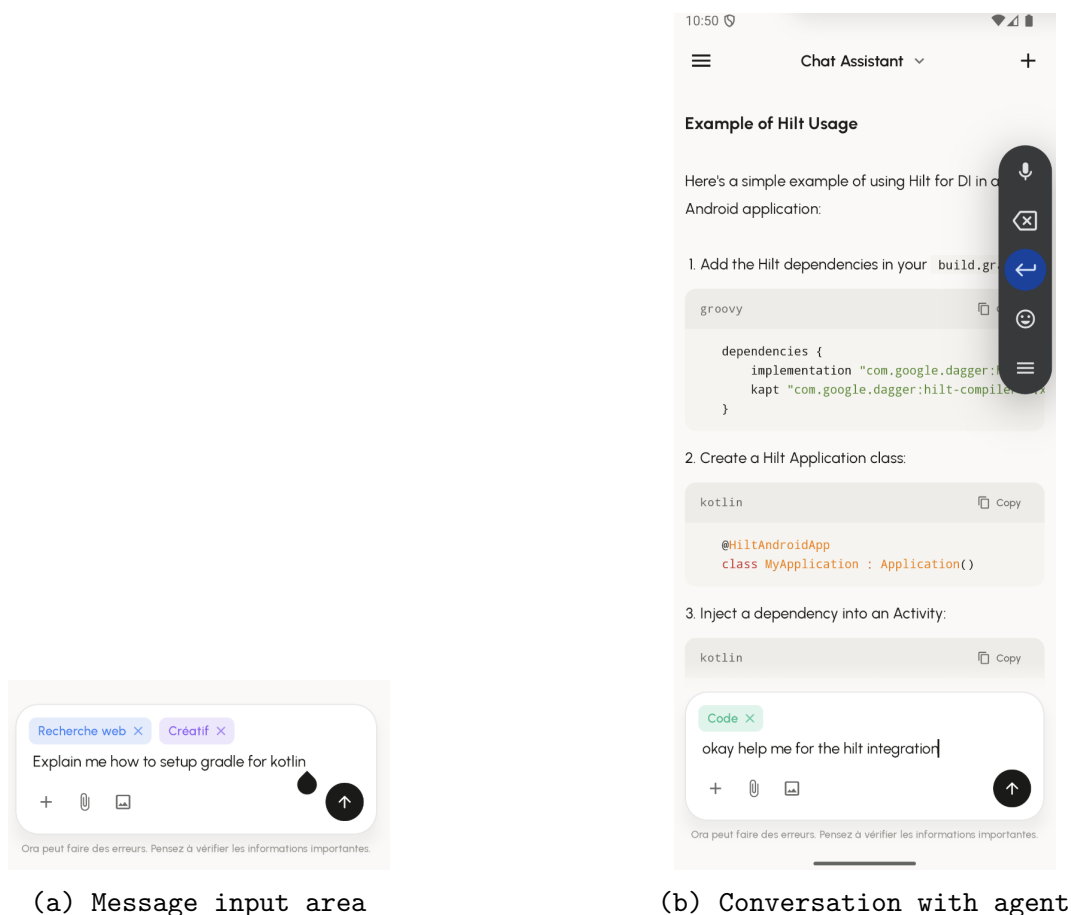 Recherche web
Créatif
Explain me how to setup gradle for kotlin
Ora peut faire des erreurs. Pensez à vérifier les informations importantes.
(a) Message input area
10:50
Chat Assistant
Example of Hilt Usage
Here's a simple example of using Hilt for DI in a
Android application:
1. Add the Hilt dependencies in your build.gr
groovy
dependencies {
implementation "com.google.dagger:
kapt "com.google.dagger:hilt-compile
}
2. Create a Hilt Application class:
kotlin
Copy
@HiltAndroidApp
class MyApplication : Application()
3. Inject a dependency into an Activity:
kotlin
Copy
Code
okay help me for the hilt integration
Ora peut faire des erreurs. Pensez à vérifier les informations importantes.
(b) Conversation with agent